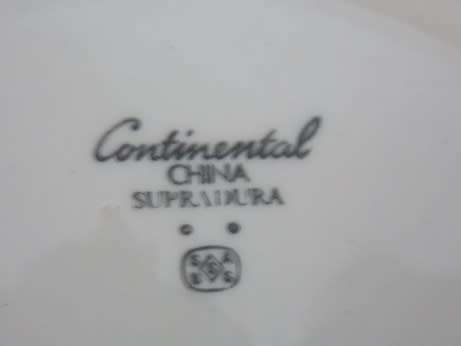 Continental
CHINA
SUPRADURA
S A
S
B S